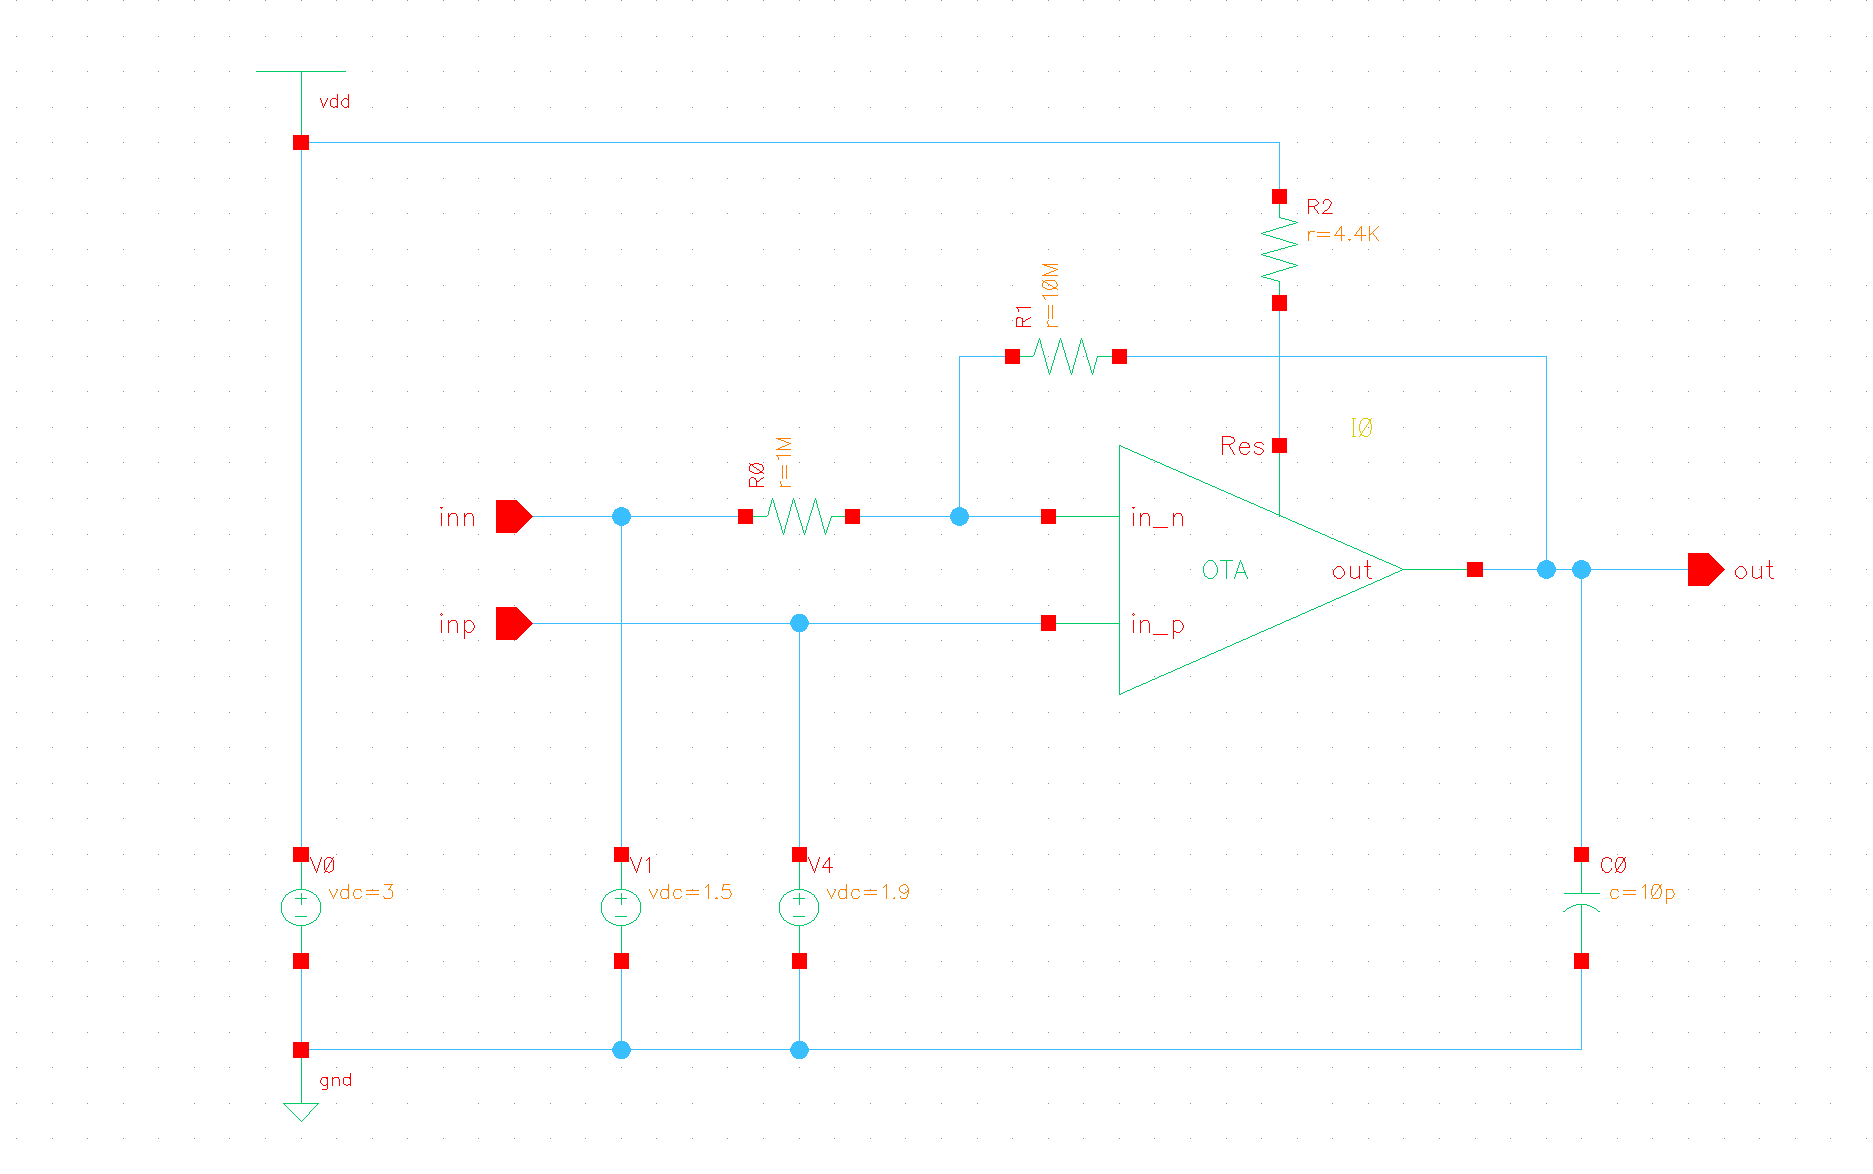 vdd
R2
r=4.4K
R1
r=10M
I0
Res
R0
r=1M
inn
in_n
OTA
out
out
inp
in_p
V0
vdc=3
V1
vdc=1.5
V4
vdc=1.9
C0
c=10p
gnd